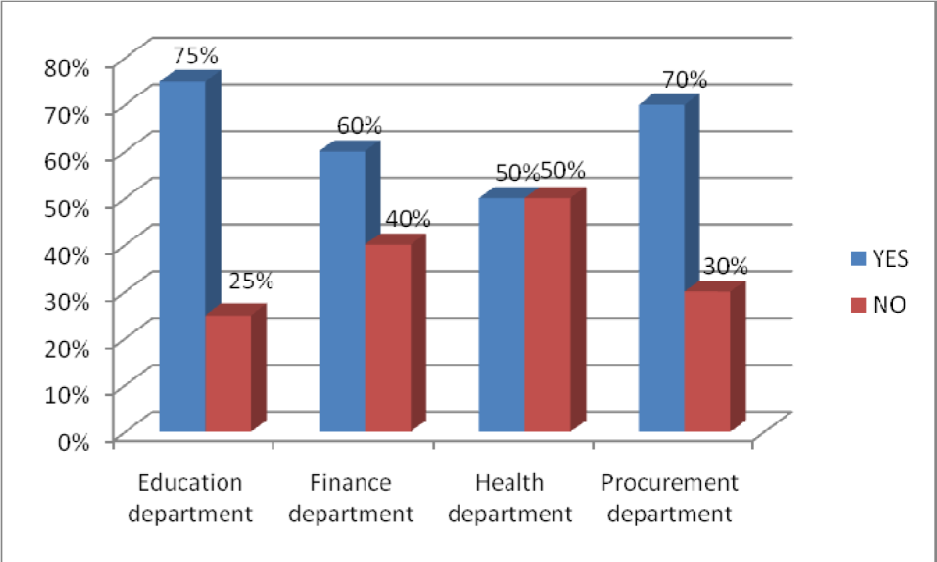 80%
70%
60%
50%
40%
30%
20%
10%
0%
75%
25%
60%
40%
50%
50%
70%
30%
Education
department
Finance
department
Health
department
Procurement
department
YES
NO